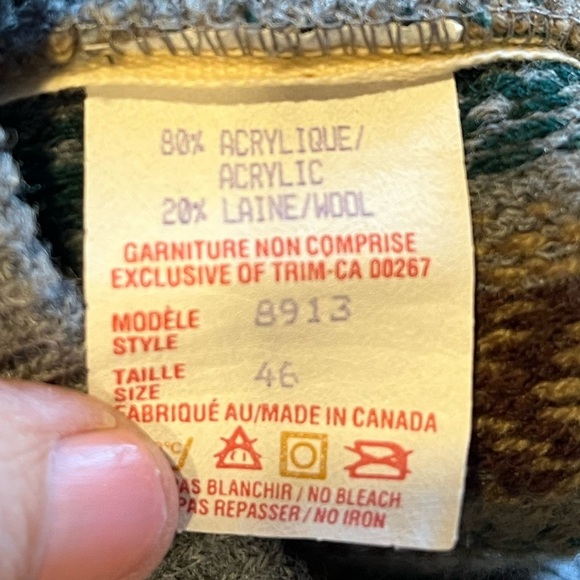 80% ACRYLIQUE/
ACRYLIC
20% LAINE/WOOL
GARNITURE NON COMPRISE
EXCLUSIVE OF TRIM-CA 00267
MODÈLE 8913
STYLE
TAILLE 46
SIZE
FABRIQUÉ AU/MADE IN CANADA
°C
PAS BLANCHIR / NO BLEACH
PAS REPASSER / NO IRON